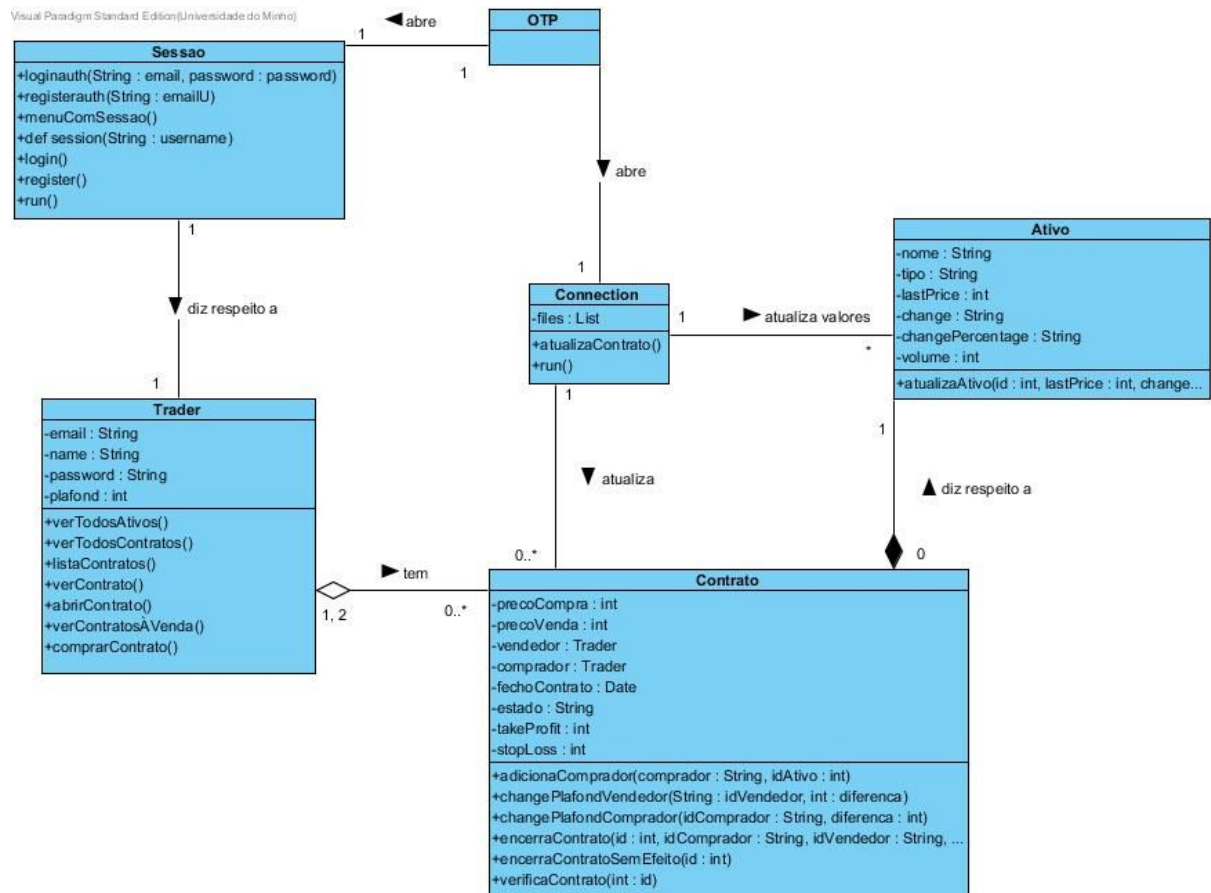 Visual Paradigm Standard Edition(Universidade do Minho)
OTP
abre
1
1
Sessao
+loginauth(String : email, password : password)
+registerauth(String : emailU)
+menuComSessao()
+def session(String : username)
+login()
+register()
+run()
abre
1
1
diz respeito a
1
Connection
-files : List
+atualizaContrato()
+run()
1
atualiza valores
*
Ativo
-nome : String
-tipo : String
-lastPrice : int
-change : String
-changePercentage : String
-volume : int
+atualizaAtivo(id : int, lastPrice : int, change...
1
Trader
-email : String
-name : String
-password : String
-plafond : int
+verTodosAtivos()
+verTodosContratos()
+listaContratos()
+verContrato()
+abrirContrato()
+verContratosÀVenda()
+comprarContrato()
1
atualiza
diz respeito a
0
0..*
tem
1, 2
0..*
Contrato
-precoCompra : int
-precoVenda : int
-vendedor : Trader
-comprador : Trader
-fechoContrato : Date
-estado : String
-takeProfit : int
-stopLoss : int
+adicionaComprador(comprador : String, idAtivo : int)
+changePlafondVendedor(String : idVendedor, int : diferenca)
+changePlafondComprador(idComprador : String, diferenca : int)
+encerraContrato(id : int, idComprador : String, idVendedor : String, ...
+encerraContratoSemEfeito(id : int)
+verificaContrato(int : id)